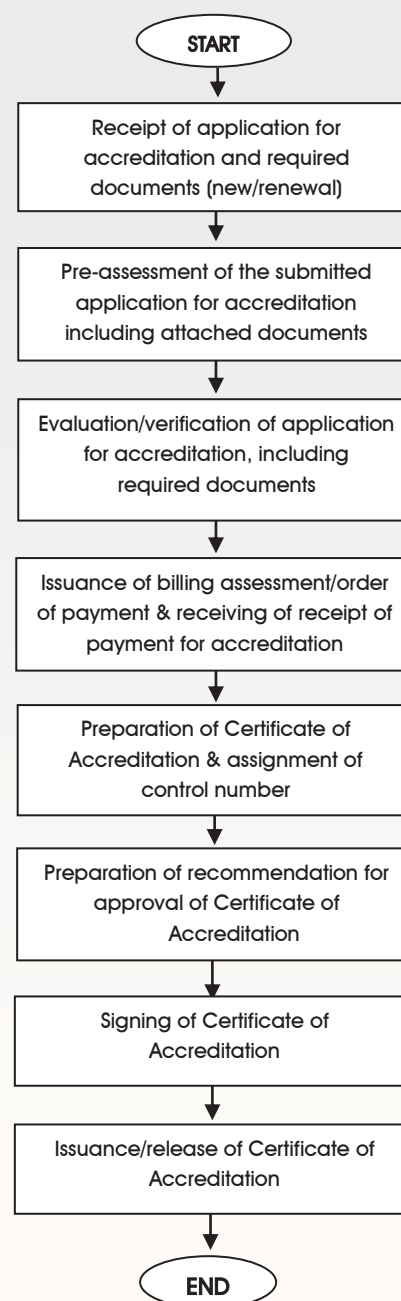 START
Receipt of application for
accreditation and required
documents (new/renewal)
Pre-assessment of the submitted
application for accreditation
including attached documents
Evaluation/verification of application
for accreditation, including
required documents
Issuance of billing assessment/order
of payment & receiving of receipt of
payment for accreditation
Preparation of Certificate of
Accreditation & assignment of
control number
Preparation of recommendation for
approval of Certificate of
Accreditation
Signing of Certificate of
Accreditation
Issuance/release of Certificate of
Accreditation
END